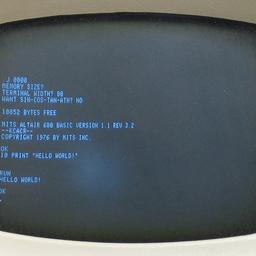 .J 0000
MEMORY SIZE?
TERMINAL WIDTH? 80
WANT SIN-COS-TAN-ATN? NO
10852 BYTES FREE
MITS ALTAIR 680 BASIC VERSION 1.1 REV 3.2
--KCACR--
COPYRIGHT 1976 BY MITS INC.
OK
10 PRINT "HELLO WORLD!"
RUN
HELLO WORLD!
OK